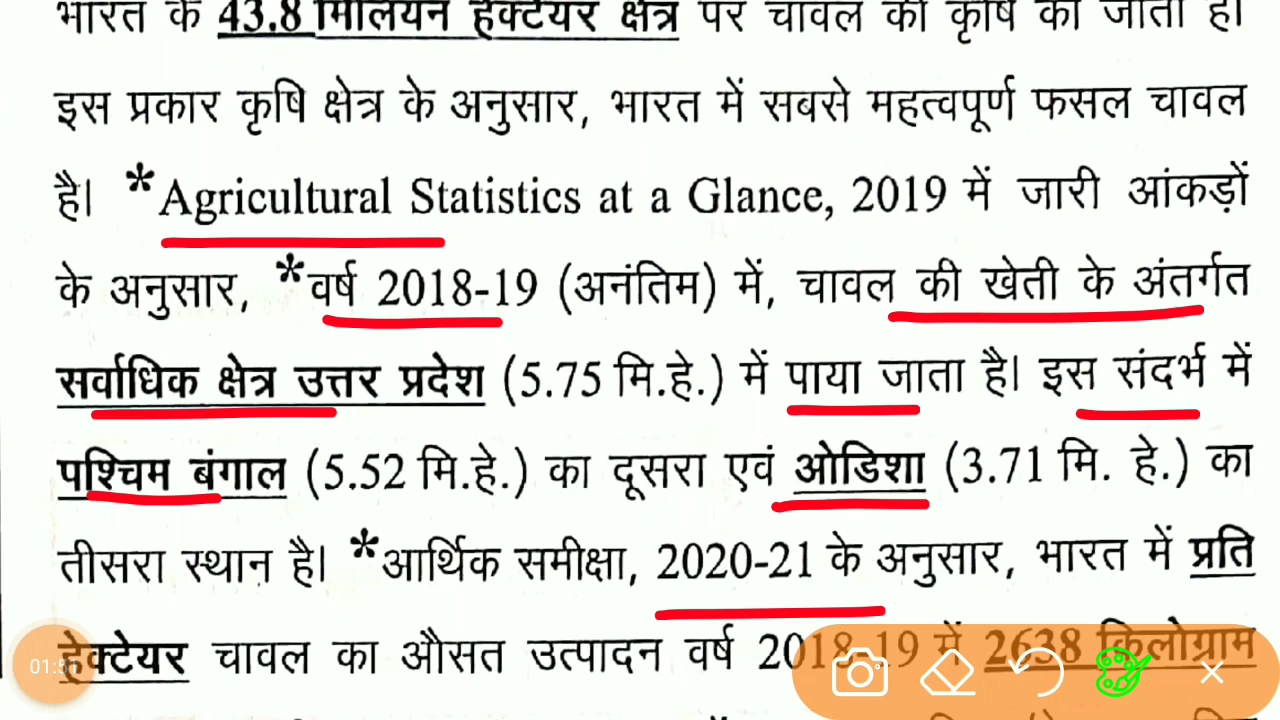 भारत के 43.8 मिलियन हेक्टेयर क्षेत्र पर चावल की कृषि की जाती है।
इस प्रकार कृषि क्षेत्र के अनुसार, भारत में सबसे महत्वपूर्ण फसल चावल
है। *Agricultural Statistics at a Glance, 2019 में जारी आंकड़ों
के अनुसार, *वर्ष 2018-19 (अनंतिम) में, चावल की खेती के अंतर्गत
सर्वाधिक क्षेत्र उत्तर प्रदेश (5.75 मि.हे.) में पाया जाता है। इस संदर्भ में
पश्चिम बंगाल (5.52 मि.हे.) का दूसरा एवं ओडिशा (3.71 मि. हे.) का
तीसरा स्थान है। *आर्थिक समीक्षा, 2020-21 के अनुसार, भारत में प्रति
हेक्टेयर चावल का औसत उत्पादन वर्ष 2018-19 में 2638 किलोग्राम